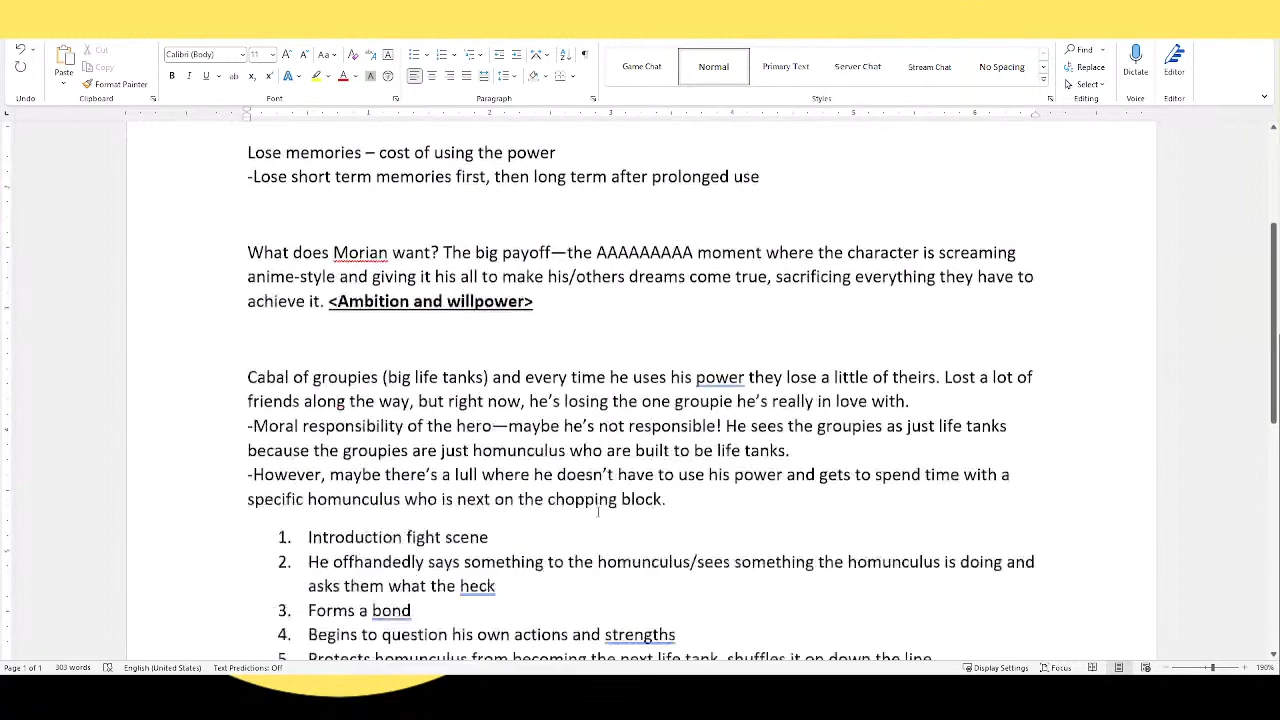 Cut
Copy
Paste
Format Painter
Undo
Clipboard
Calibri (Body)
11
Font
Paragraph
Game Chat
Normal
Primary Text
Server Chat
Stream Chat
No Spacing
Styles
Find
Replace
Select
Editing
Dictate
Voice
Editor
Editor
1 2 3 4 5 6
Lose memories – cost of using the power
-Lose short term memories first, then long term after prolonged use
What does Morian want? The big payoff—the AAAAAAAAA moment where the character is screaming
anime-style and giving it his all to make his/others dreams come true, sacrificing everything they have to
achieve it. <Ambition and willpower>
Cabal of groupies (big life tanks) and every time he uses his power they lose a little of theirs. Lost a lot of
friends along the way, but right now, he's losing the one groupie he's really in love with.
-Moral responsibility of the hero—maybe he's not responsible! He sees the groupies as just life tanks
because the groupies are just homunculus who are built to be life tanks.
-However, maybe there's a lull where he doesn't have to use his power and gets to spend time with a
specific homunculus who is next on the chopping block.
1. Introduction fight scene
2. He offhandedly says something to the homunculus/sees something the homunculus is doing and
asks them what the heck
3. Forms a bond
4. Begins to question his own actions and strengths
5. Protects homunculus from becoming the next life tank, shuffles it on down the line
Page 1 of 1 303 words English (United States) Text Predictions: Off Display Settings Focus 190%